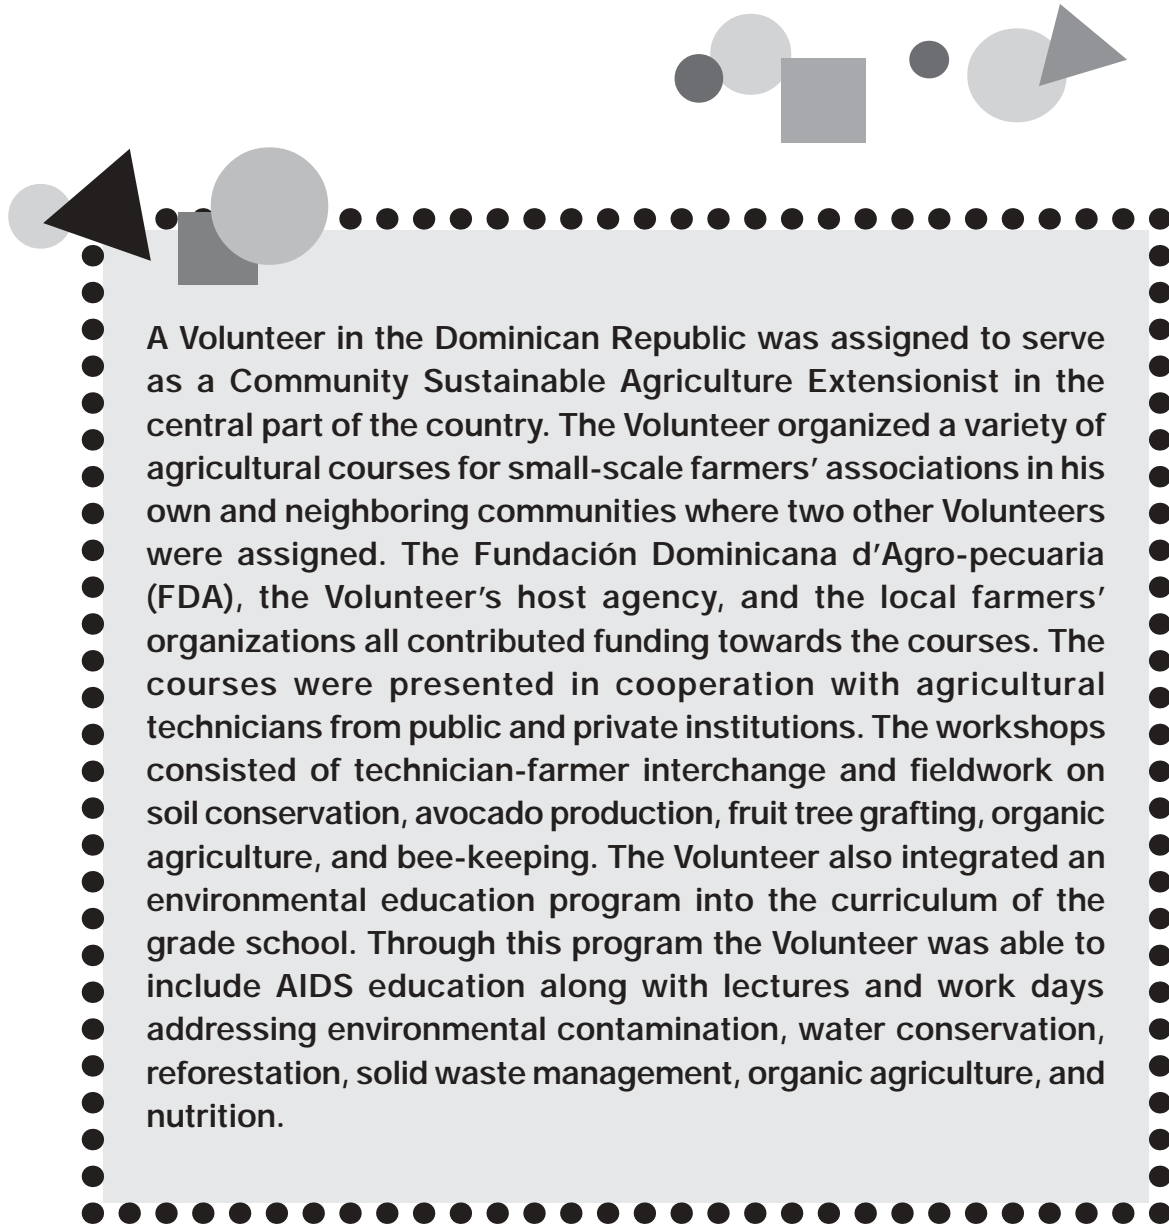 A Volunteer in the Dominican Republic was assigned to serve
as a Community Sustainable Agriculture Extensionist in the
central part of the country. The Volunteer organized a variety of
agricultural courses for small-scale farmers’ associations in his
own and neighboring communities where two other Volunteers
were assigned. The Fundación Dominicana d’Agro-pecuaria
(FDA), the Volunteer’s host agency, and the local farmers’
organizations all contributed funding towards the courses. The
courses were presented in cooperation with agricultural
technicians from public and private institutions. The workshops
consisted of technician-farmer interchange and fieldwork on
soil conservation, avocado production, fruit tree grafting, organic
agriculture, and bee-keeping. The Volunteer also integrated an
environmental education program into the curriculum of the
grade school. Through this program the Volunteer was able to
include AIDS education along with lectures and work days
addressing environmental contamination, water conservation,
reforestation, solid waste management, organic agriculture, and
nutrition.